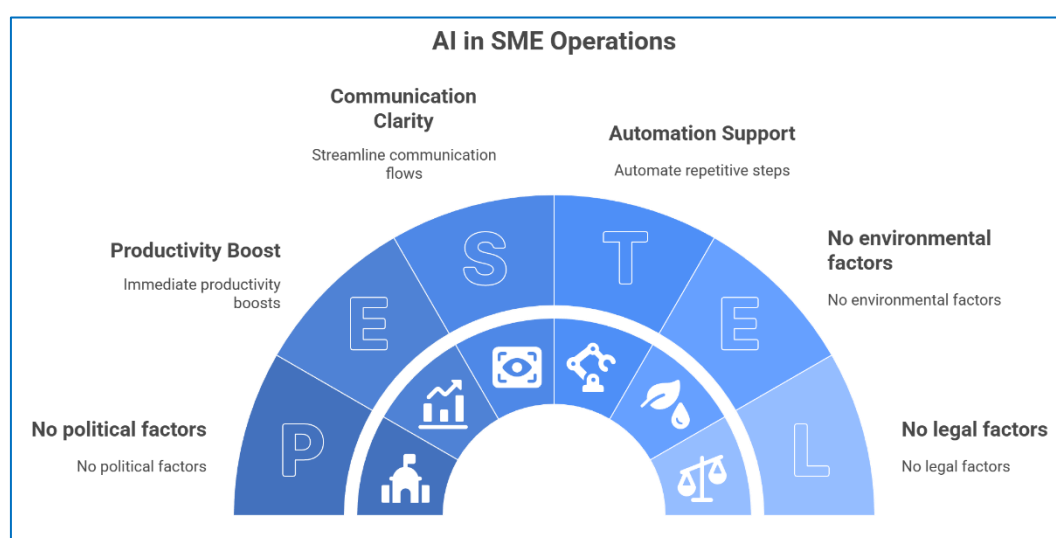 AI in SME Operations
Communication
Clarity
Streamline communication
flows
Automation Support
Automate repetitive steps
Productivity Boost
Immediate productivity
boosts
No environmental
factors
No environmental factors
No political factors
No political factors
No legal factors
No legal factors
P
E
S
T
E
L